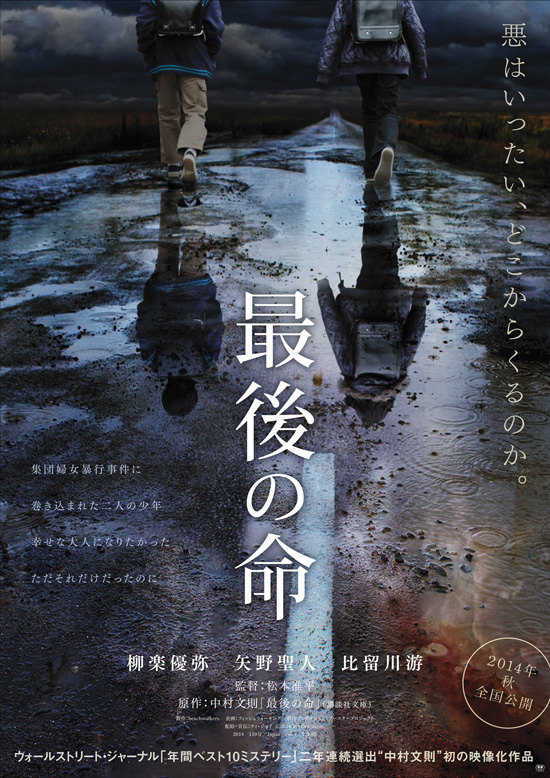 悪はいったい、どこからくるのか。
最後の命
集団婦女暴行事件に
巻き込まれた二人の少年
幸せな大人になりたかった
ただそれだけだったのに
柳楽優弥 矢野聖人 比留川游
監督：松本准平
原作：中村文則「最後の命」（講談社文庫）
2014年
秋
全国公開
ウォールストリート・ジャーナル「年間ベスト10ミステリー」二年連続選出“中村文則”初の映像化作品